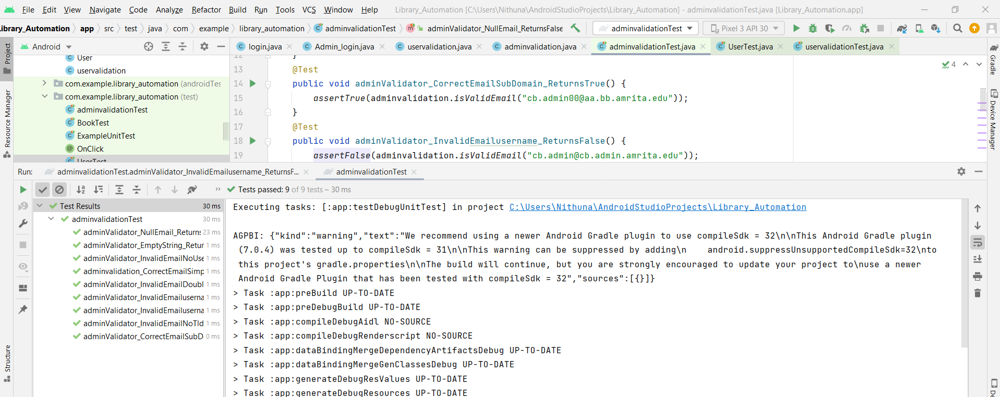 File Edit View Navigate Code Analyze Refactor Build Run Tools VCS Window Help Library_Automation [C:\Users\Nithuna\AndroidStudioProjects\Library_Automation] - adminvalidationTest.java [Library_Automation.app]
Library_Automation app src test java com example library_automation adminvalidationTest adminValidator_NullEmail_ReturnsFalse adminvalidationTest Pixel 3 API 30
Project
Android
login.java Admin_login.java uservalidation.java adminvalidation.java adminvalidationTest.java UserTest.java uservalidationTest.java
User
uservalidation
com.example.library_automation (androidTes
com.example.library_automation (test)
adminvalidationTest
BookTest
ExampleUnitTest
OnClick
UserTest
12 }
13 @Test
14 public void adminValidator_CorrectEmailSubDomain_ReturnsTrue() {
15 assertTrue(adminvalidation.isValidEmail("cb.admin00@aa.bb.amrita.edu"));
16 }
17 @Test
18 public void adminValidator_InvalidEmailusername_ReturnsFalse() {
19 assertFalse(adminvalidation.isValidEmail("cb.admin@cb.admin.amrita.edu"));
4
Gradle
Device Manager
Resource Manager
Structure
Run: adminvalidationTest.adminValidator_InvalidEmailusername_ReturnsF... adminvalidationTest
Tests passed: 9 of 9 tests – 30 ms
Test Results 30 ms
adminvalidationTest 30 ms
adminValidator_NullEmail_Returns 23 ms
adminValidator_EmptyString_Retur 1 ms
adminValidator_InvalidEmailNoUse 1 ms
adminvalidation_CorrectEmailSimp 1 ms
adminValidator_InvalidEmailDoubl 1 ms
adminValidator_InvalidEmailuserna 1 ms
adminValidator_InvalidEmailuserna 1 ms
adminValidator_InvalidEmailNoTld 1 ms
adminValidator_CorrectEmailSubD 0 ms
Executing tasks: [:app:testDebugUnitTest] in project C:\Users\Nithuna\AndroidStudioProjects\Library_Automation
AGPBI: {"kind":"warning","text":"We recommend using a newer Android Gradle plugin to use compileSdk = 32\n\nThis Android Gradle plugin
(7.0.4) was tested up to compileSdk = 31\n\nThis warning can be suppressed by adding\n    android.suppressUnsupportedCompileSdk=32\nto
this project's gradle.properties\n\nThe build will continue, but you are strongly encouraged to update your project to\nuse a newer
Android Gradle Plugin that has been tested with compileSdk = 32","sources":[{}]}
> Task :app:preBuild UP-TO-DATE
> Task :app:preDebugBuild UP-TO-DATE
> Task :app:compileDebugAidl NO-SOURCE
> Task :app:compileDebugRenderscript NO-SOURCE
> Task :app:dataBindingMergeDependencyArtifactsDebug UP-TO-DATE
> Task :app:dataBindingMergeGenClassesDebug UP-TO-DATE
> Task :app:generateDebugResValues UP-TO-DATE
> Task :app:generateDebugResources UP-TO-DATE